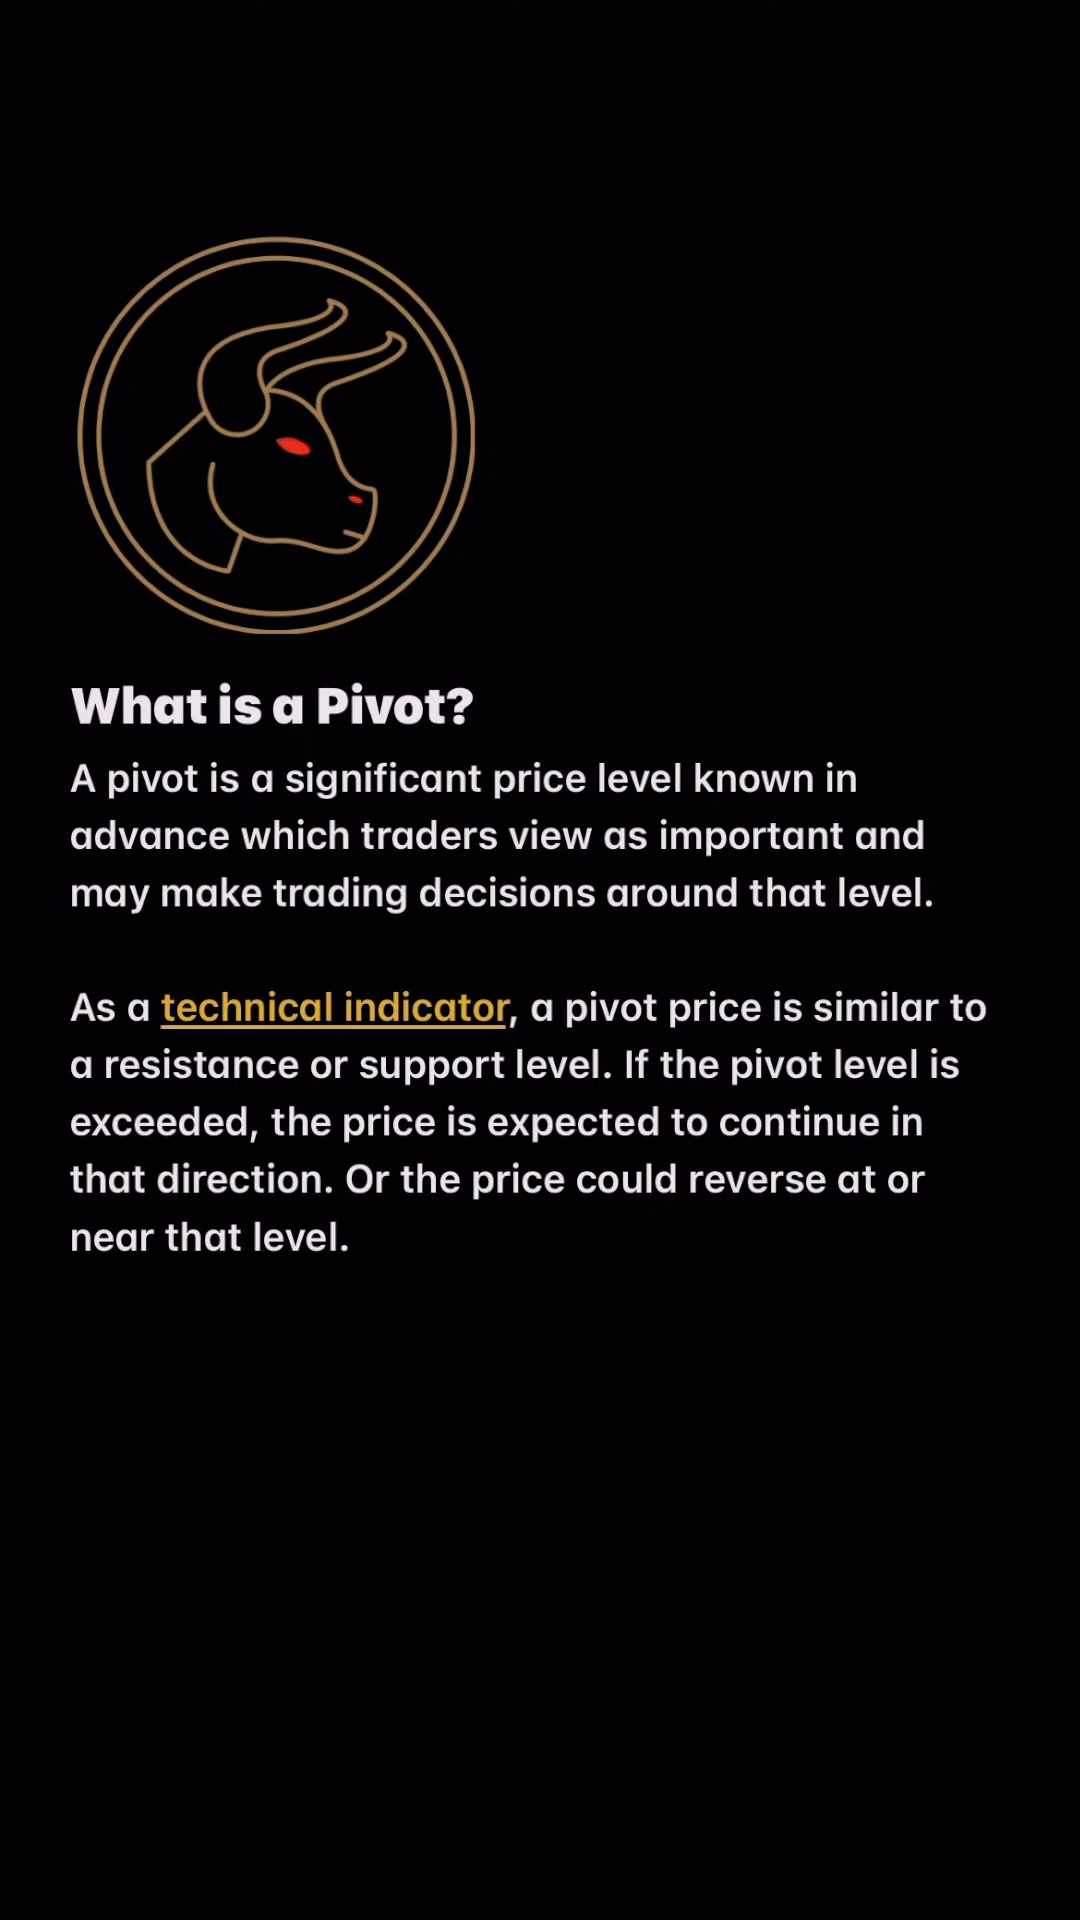 What is a Pivot?
A pivot is a significant price level known in
advance which traders view as important and
may make trading decisions around that level.
As a technical indicator, a pivot price is similar to
a resistance or support level. If the pivot level is
exceeded, the price is expected to continue in
that direction. Or the price could reverse at or
near that level.